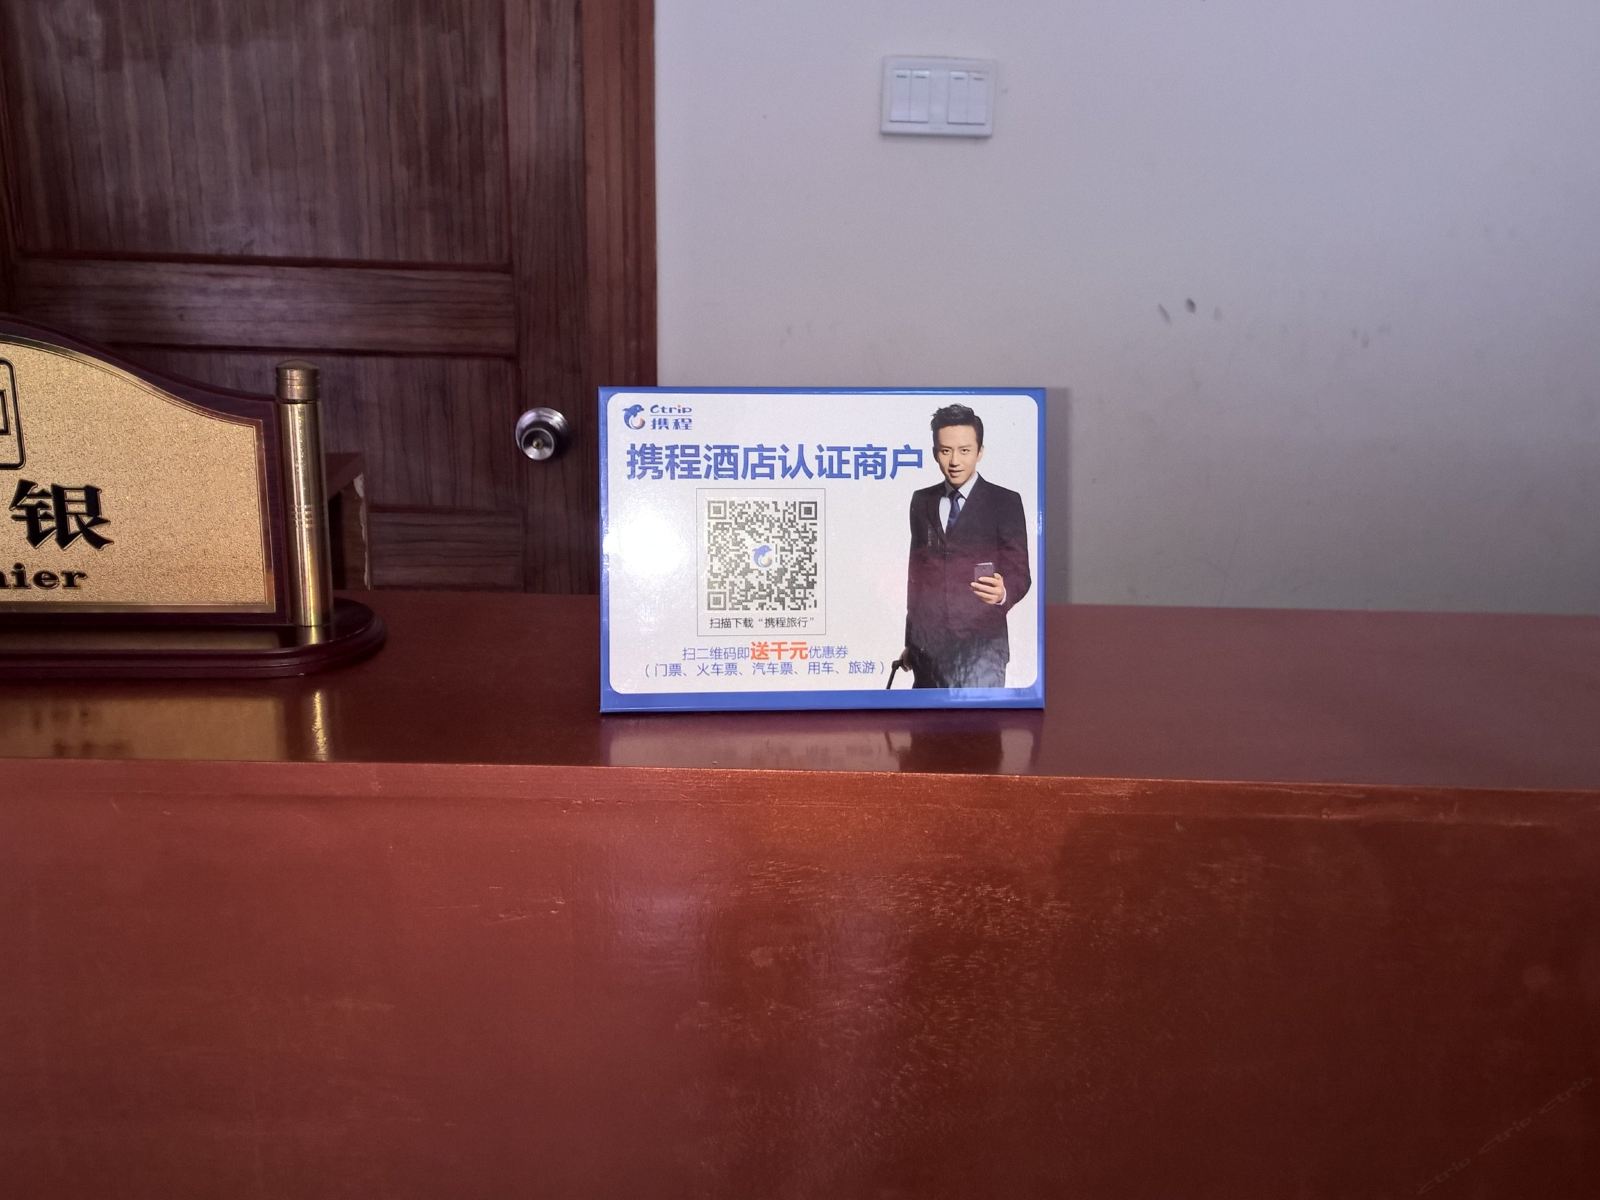 银
nier
Ctrip
携程
携程酒店认证商户
扫描下载“携程旅行”
扫二维码即送千元优惠券
（门票、火车票、汽车票、用车、旅游）